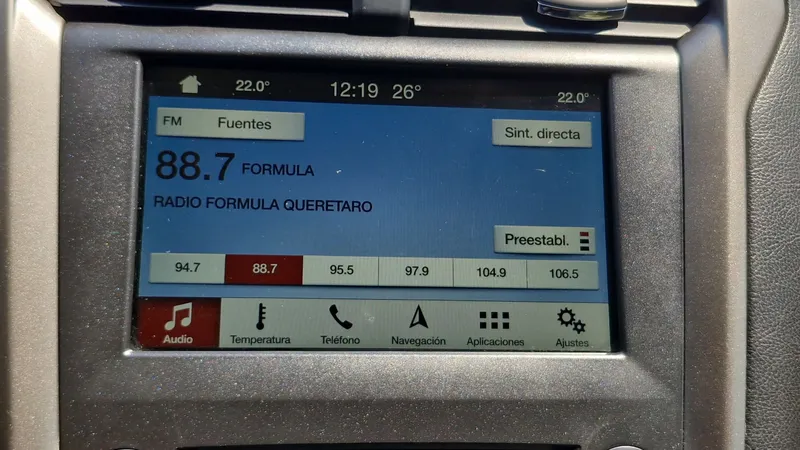 22.0° 12:19 26° 22.0°
FM Fuentes
Sint. directa
88.7 FORMULA
RADIO FORMULA QUERETARO
Preestabl.
94.7 88.7 95.5 97.9 104.9 106.5
Audio Temperatura Teléfono Navegación Aplicaciones Ajustes